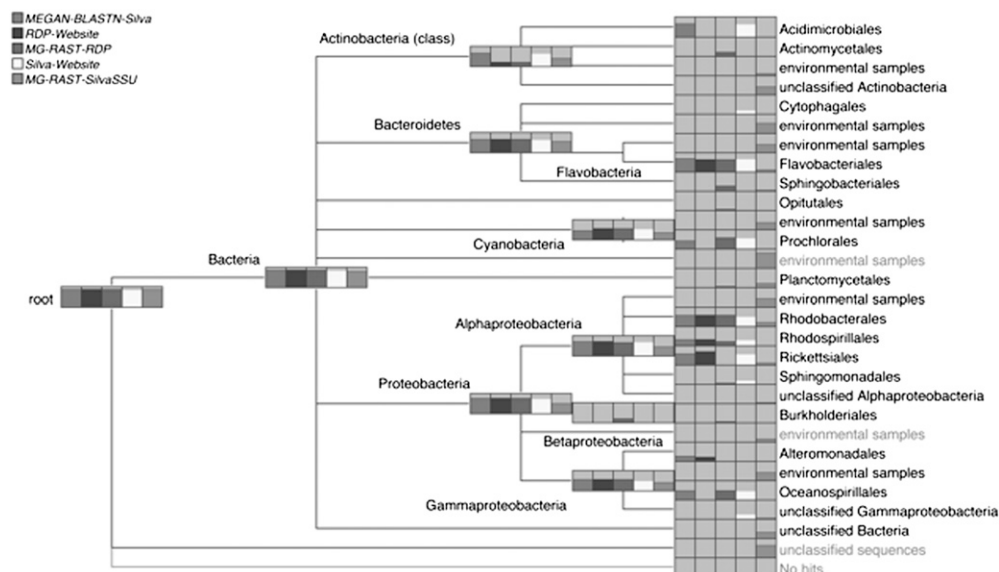 MEGAN-BLASTN-Silva
RDP-Website
MG-RAST-RDP
Silva-Website
MG-RAST-SilvaSSU
Actinobacteria (class)
Acidimicrobiales
Actinomycetales
environmental samples
unclassified Actinobacteria
Cytophagales
Bacteroidetes
environmental samples
environmental samples
Flavobacteriales
Flavobacteria
Sphingobacteriales
Opitutales
environmental samples
Cyanobacteria
Prochlorales
Bacteria
environmental samples
Planctomycetales
root
environmental samples
Alphaproteobacteria
Rhodobacterales
Rhodospirillales
Rickettsiales
Sphingomonadales
Proteobacteria
unclassified Alphaproteobacteria
Burkholderiales
environmental samples
Betaproteobacteria
Alteromonadales
environmental samples
Oceanospirillales
Gammaproteobacteria
unclassified Gammaproteobacteria
unclassified Bacteria
unclassified sequences
No hits